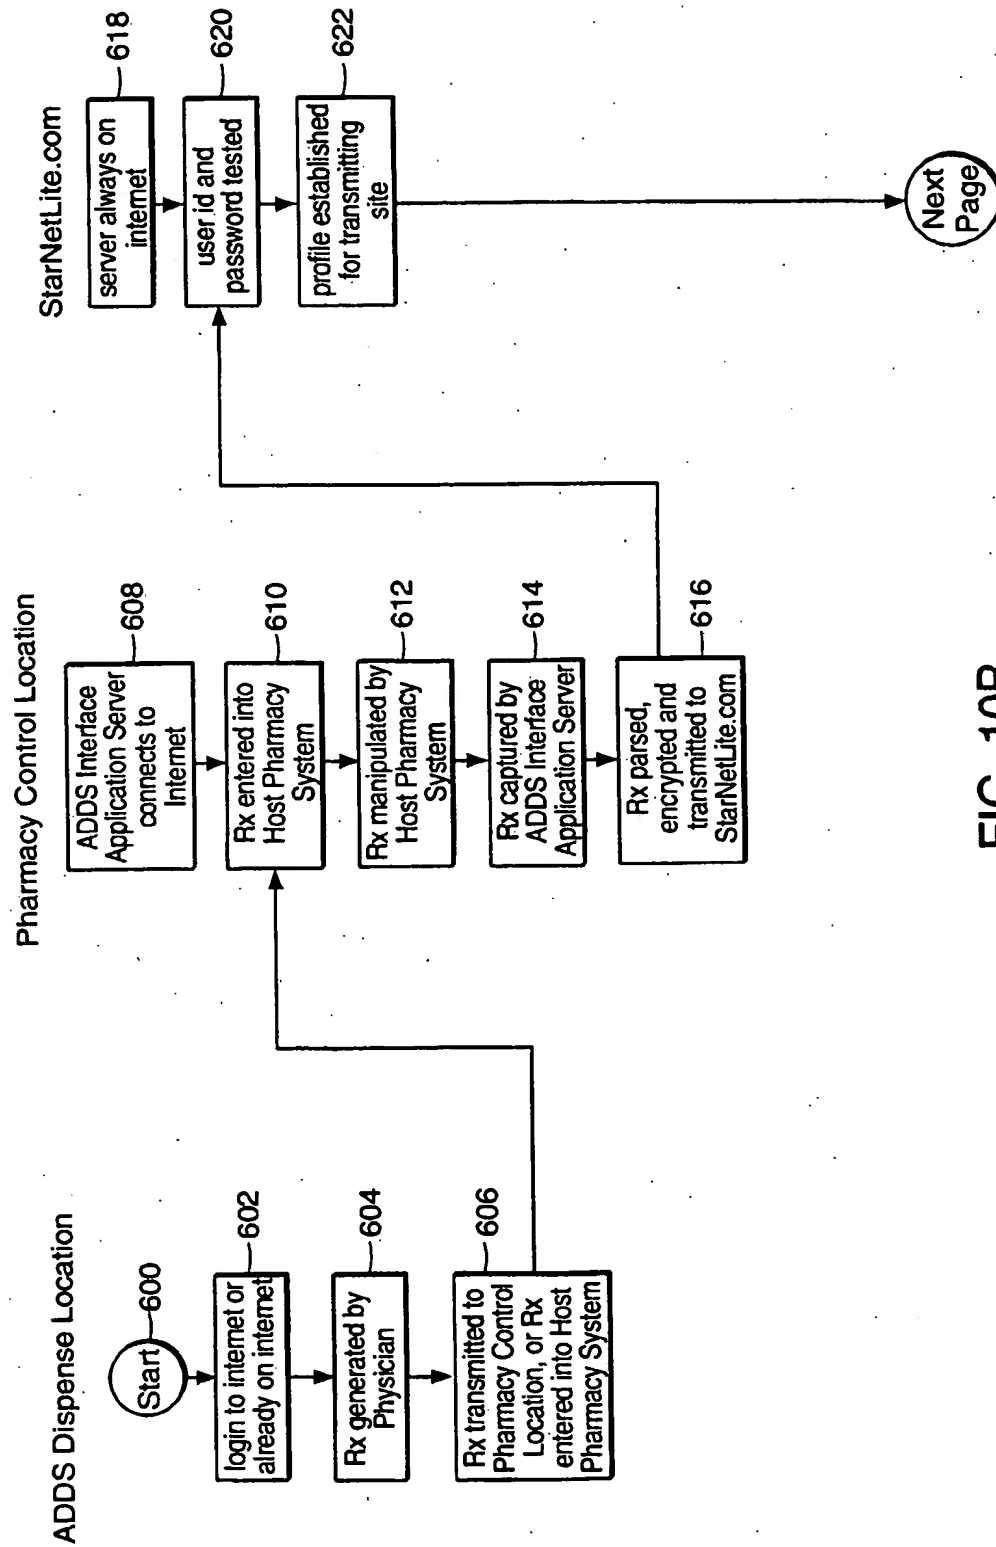 ADDS Dispense Location
Start
600
login to internet or
already on internet
602
Rx generated by
Physician
604
Rx transmitted to
Pharmacy Control
Location, or Rx
entered into Host
Pharmacy System
606
Pharmacy Control Location
ADDS Interface
Application Server
connects to
Internet
608
Rx entered into
Host Pharmacy
System
610
Rx manipulated by
Host Pharmacy
System
612
Rx captured by
ADDS Interface
Application Server
614
Rx parsed,
encrypted and
transmitted to
StarNetLite.com
616
StarNetLite.com
server always on
internet
618
user id and
password tested
620
profile established
for transmitting
site
622
Next
Page